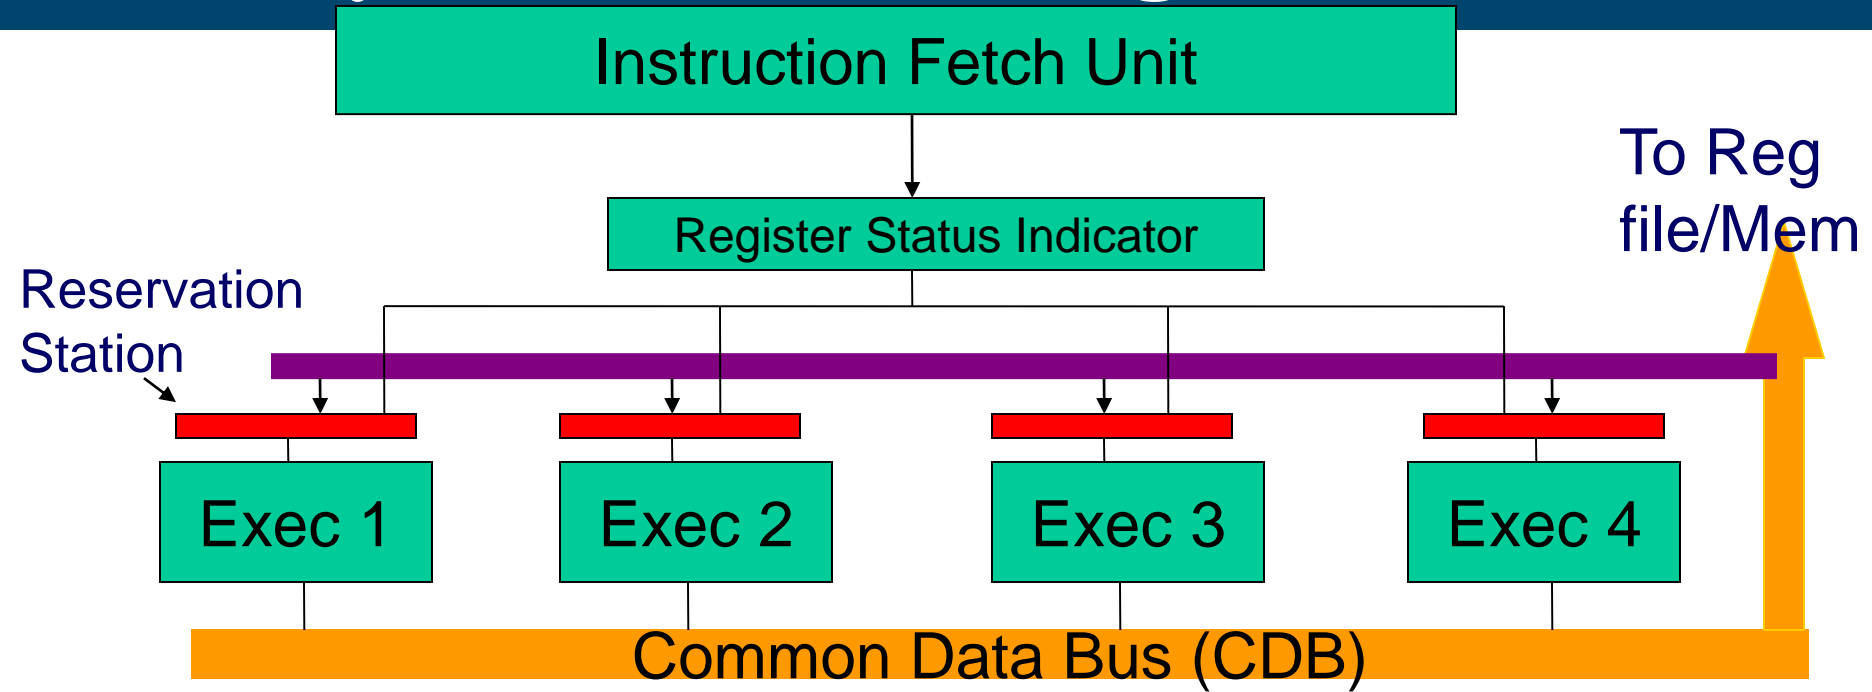 Instruction Fetch Unit
To Reg
file/Mem
Register Status Indicator
Reservation
Station
Exec 1
Exec 2
Exec 3
Exec 4
Common Data Bus (CDB)